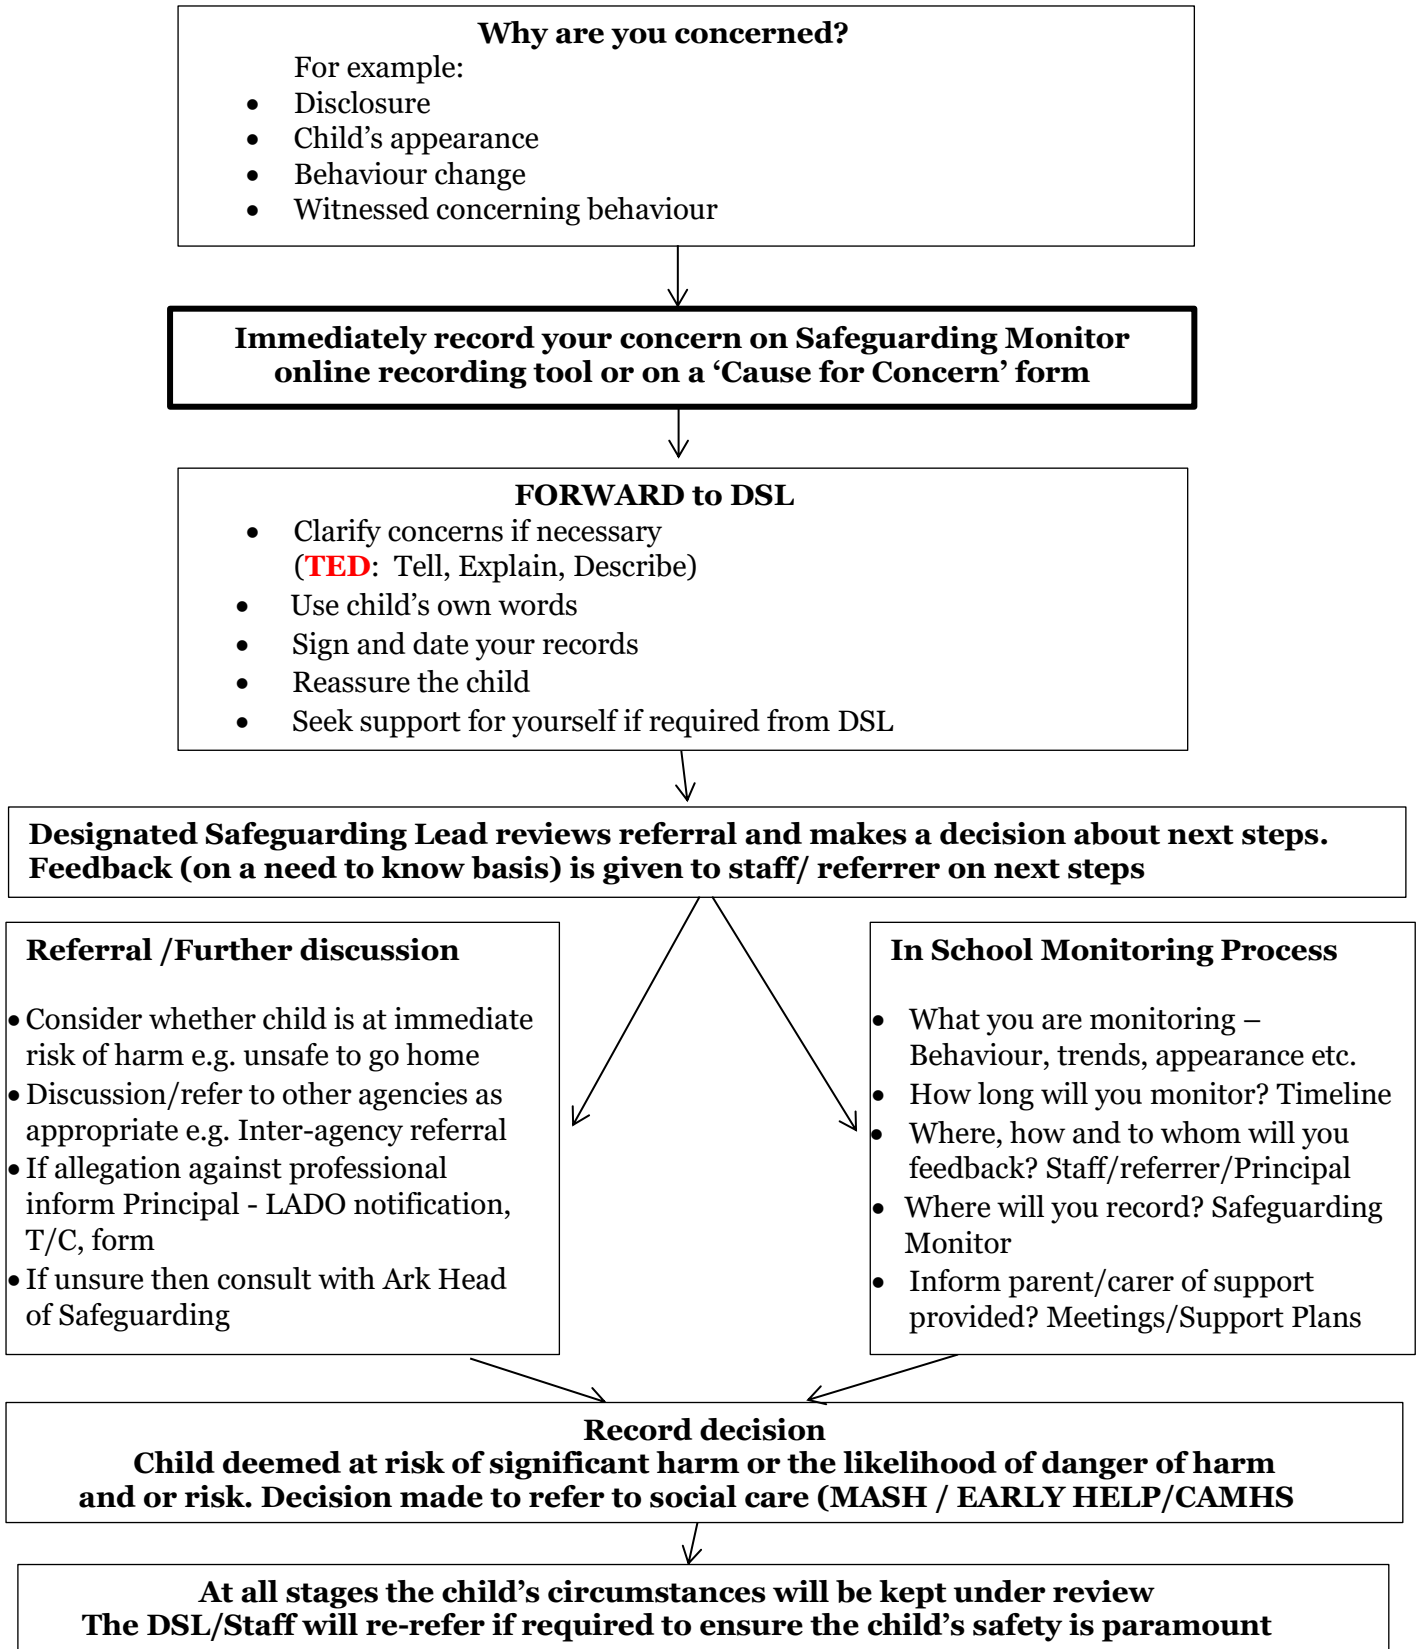 Why are you concerned?
For example:
• Disclosure
• Child’s appearance
• Behaviour change
• Witnessed concerning behaviour
Immediately record your concern on Safeguarding Monitor
online recording tool or on a ‘Cause for Concern’ form
FORWARD to DSL
• Clarify concerns if necessary
(TED: Tell, Explain, Describe)
• Use child’s own words
• Sign and date your records
• Reassure the child
• Seek support for yourself if required from DSL
Designated Safeguarding Lead reviews referral and makes a decision about next steps.
Feedback (on a need to know basis) is given to staff/ referrer on next steps
Referral /Further discussion
• Consider whether child is at immediate
risk of harm e.g. unsafe to go home
• Discussion/refer to other agencies as
appropriate e.g. Inter-agency referral
• If allegation against professional
inform Principal - LADO notification,
T/C, form
• If unsure then consult with Ark Head
of Safeguarding
In School Monitoring Process
• What you are monitoring –
Behaviour, trends, appearance etc.
• How long will you monitor? Timeline
• Where, how and to whom will you
feedback? Staff/referrer/Principal
• Where will you record? Safeguarding
Monitor
• Inform parent/carer of support
provided? Meetings/Support Plans
Record decision
Child deemed at risk of significant harm or the likelihood of danger of harm
and or risk. Decision made to refer to social care (MASH / EARLY HELP/CAMHS
At all stages the child’s circumstances will be kept under review
The DSL/Staff will re-refer if required to ensure the child’s safety is paramount